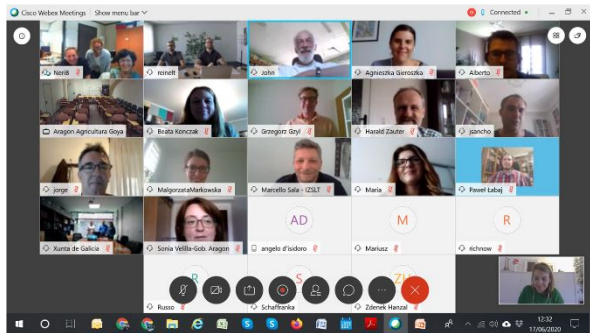 Cisco Webex Meetings Show menu bar
Connected
Neri8
reinelt
John
Agnieszka Gieroszka
Alberto
Aragon Agricultura Goya
Beata Konczak
Grzegorz Gzyl
Harald Zauter
jsancho
jorge
MalgorzataMarkowska
Marcello Sala - IZSLT
Maria
Paweł Łabaj
AD
M
R
Xunta de Galicia
Sonia Velilla-Gob. Aragon
angelo d'isidoro
Mariusz
richnow
R
S
Russo
Schaffranka
Zdenek Hanzal
12:32
17/06/2020